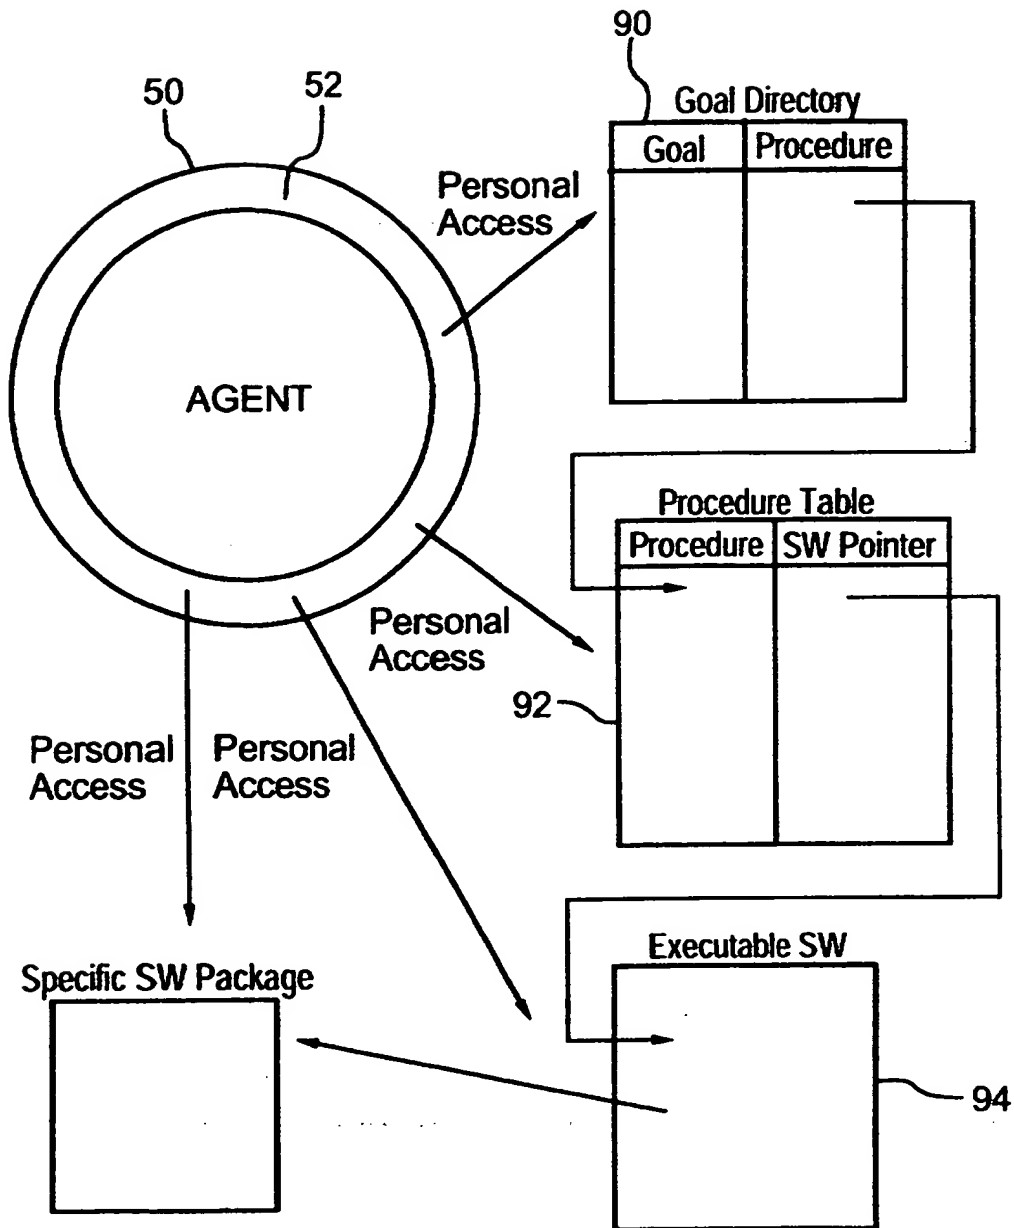 90
50
52
Goal Directory
Goal
Procedure
Personal
Access
AGENT
Procedure Table
Procedure
SW Pointer
Personal
Access
92
Personal
Access
Personal
Access
Executable SW
Specific SW Package
94